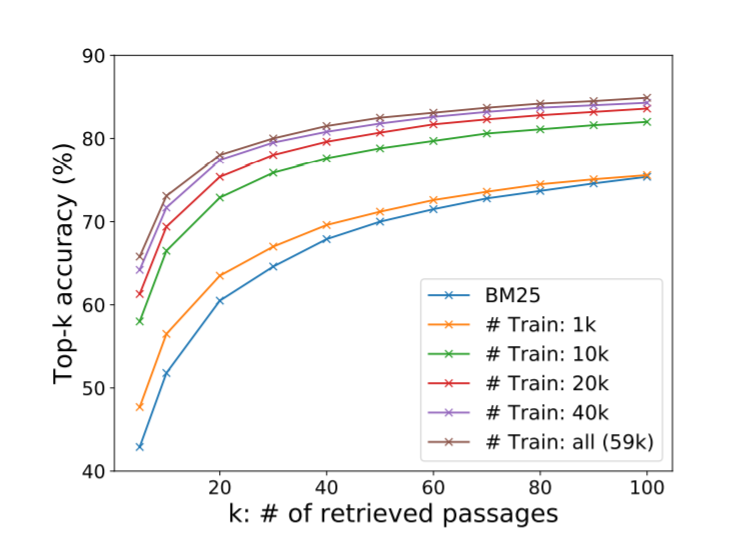 90
80
70
60
50
40
Top-k accuracy (%)
BM25
# Train: 1k
# Train: 10k
# Train: 20k
# Train: 40k
# Train: all (59k)
20 40 60 80 100
k: # of retrieved passages